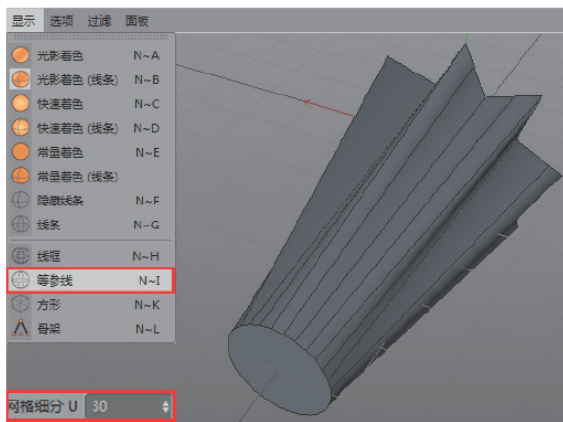 显示 选项 过滤 面板
光影着色 N~A
光影着色 (线条) N~B
快速着色 N~C
快速着色 (线条) N~D
常量着色 N~E
常量着色 (线条)
隐藏线条 N~F
线条 N~G
线框 N~H
等参线 N~I
方形 N~K
骨架 N~L
网格细分 U 30